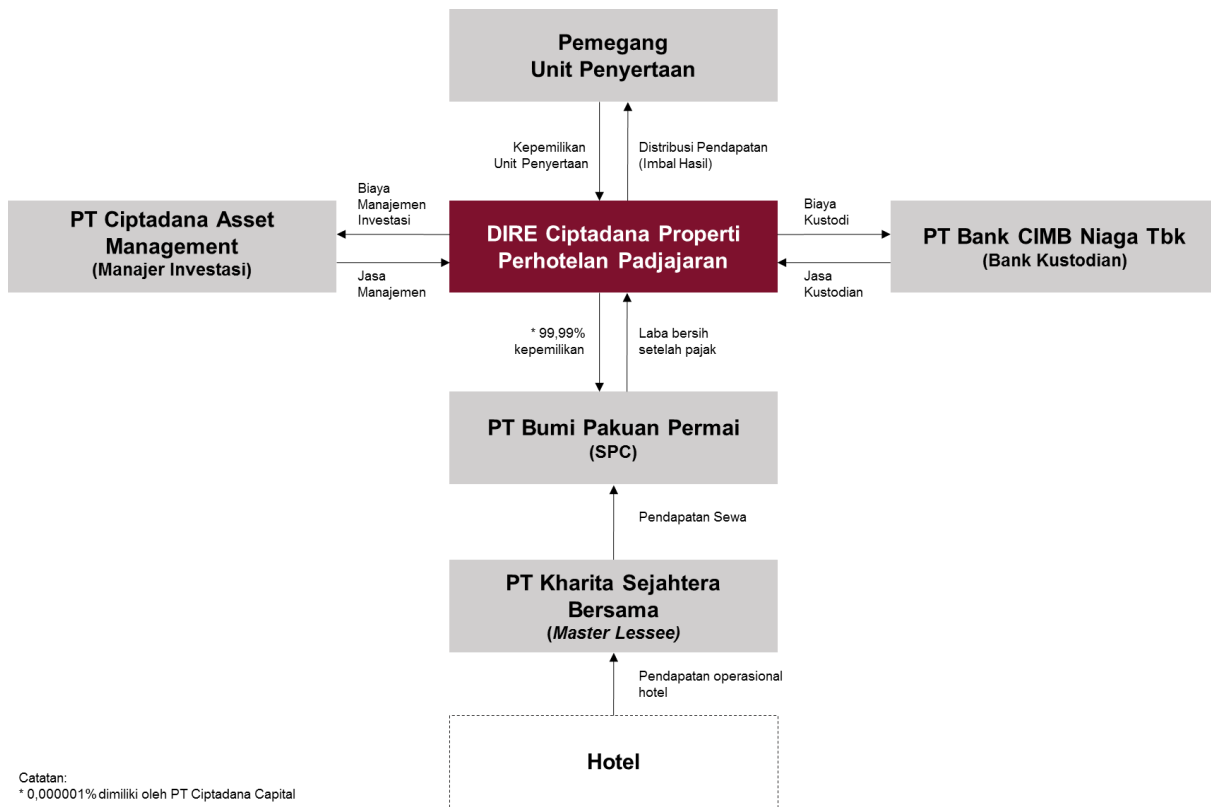 Pemegang
Unit Penyertaan
Kepemilikan
Unit Penyertaan
Distribusi Pendapatan
(Imbal Hasil)
PT Ciptadana Asset
Management
(Manajer Investasi)
Biaya
Manajemen
Investasi
Jasa
Manajemen
DIRE Ciptadana Properti
Perhotelan Padjajaran
Biaya
Kustodi
Jasa
Kustodian
PT Bank CIMB Niaga Tbk
(Bank Kustodian)
* 99,99%
kepemilikan
Laba bersih
setelah pajak
PT Bumi Pakuan Permai
(SPC)
Pendapatan Sewa
PT Kharita Sejahtera
Bersama
(Master Lessee)
Pendapatan operasional
hotel
Hotel
Catatan:
* 0,000001% dimiliki oleh PT Ciptadana Capital